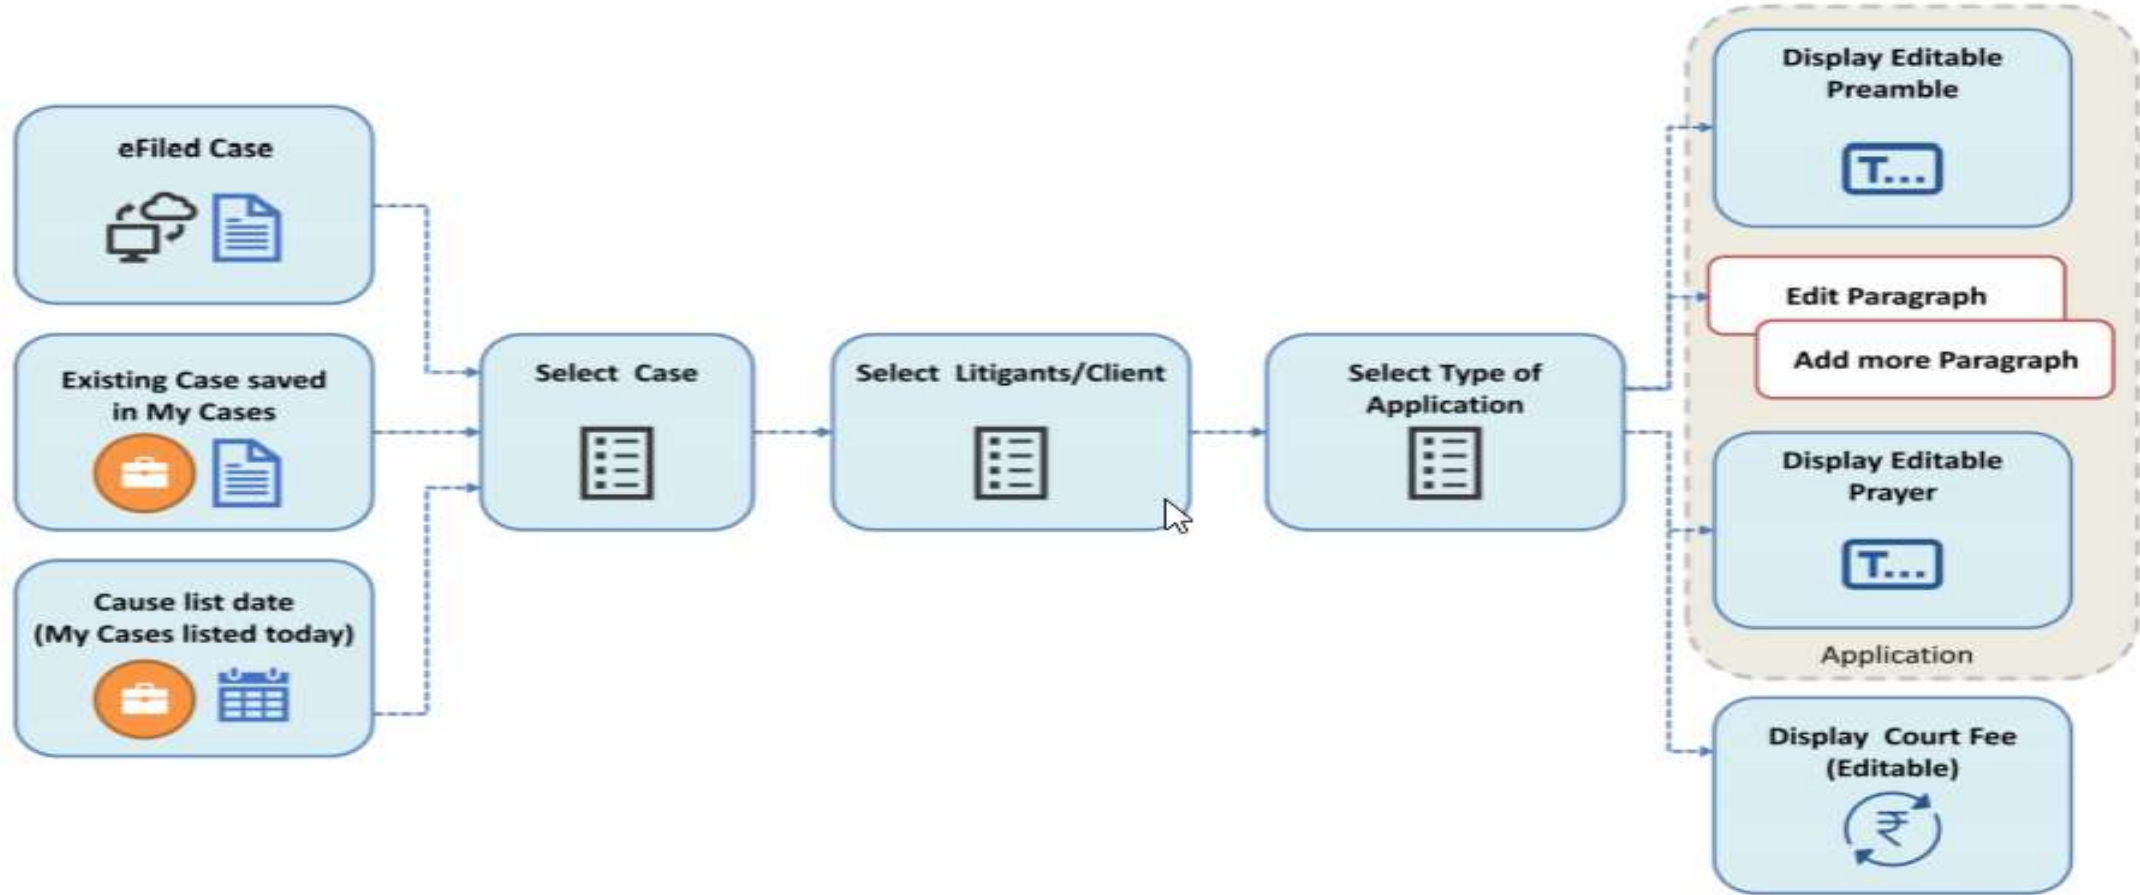 eFiled Case
Existing Case saved
in My Cases
Cause list date
(My Cases listed today)
Select Case
Select Litigants/Client
Select Type of
Application
Display Editable
Preamble
T...
Edit Paragraph
Add more Paragraph
Display Editable
Prayer
T...
Application
Display Court Fee
(Editable)
₹